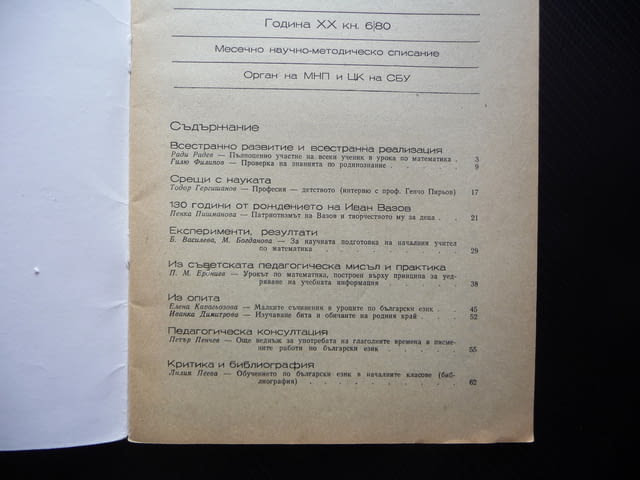 Година XX кн. 6/80
Месечно научно-методическо списание
Орган на МНП и ЦК на СБУ
Съдържание
Всестранно развитие и всестранна реализация
Ради Радев — Пълноценно участие на всеки ученик в урока по математика . 3
Гилю Филипов — Проверка на знанията по родинознание . . . . 9
Срещи с науката
Тодор Гергишанов — Професия — детството (интервю с проф. Генчо Пирьов) 17
130 години от рождението на Иван Вазов
Пенка Пишманова — Патриотизмът на Вазов и творчеството му за деца . 21
Експерименти, резултати
Б. Василева, М. Богданова — За научната подготовка на началния учител
по математика . . . . . . . . 29
Из съветската педагогическа мисъл и практика
П. М. Ердниев — Урокът по математика, построен върху принципа за уед-
ряване на учебната информация 38
Из опита
Елена Кавалъозова — Малките съчинения в уроците по български език . 45
Иванка Димитрова — Изучаване бита и обичаите на родния край . . . 52
Педагогическа консултация
Петър Пенчев — Още веднъж за употребата на глаголните времена в писме-
ните работи по български език . . . . . 55
Критика и библиография
Лилия Пеева — Обучението по български език в началните класове (биб-
лиография) . . . . . . . . . 62